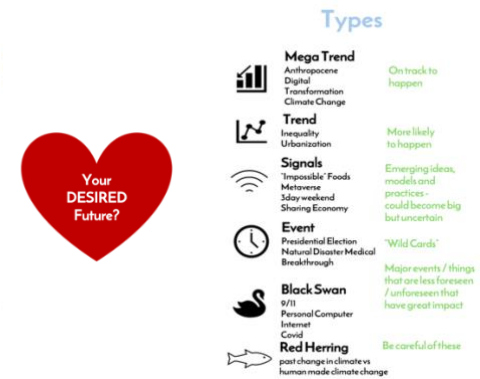 Types
Your
DESIRED
Future?
Mega Trend
Anthropocene
Digital
Transformation
Climate Change
On track to
happen
Trend
Inequality
Urbanization
More likely
to happen
Signals
"Impossible" Foods
Metaverse
3day weekend
Sharing Economy
Emerging ideas,
models and
practices -
could become big
but uncertain
Event
Presidential Election
Natural Disaster Medical
Breakthrough
"Wild Cards"
Major events / things
that are less foreseen
/ unforeseen that
have great impact
Black Swan
9/11
Personal Computer
Internet
Covid
Red Herring
past change in climate vs
human made climate change
Be careful of these